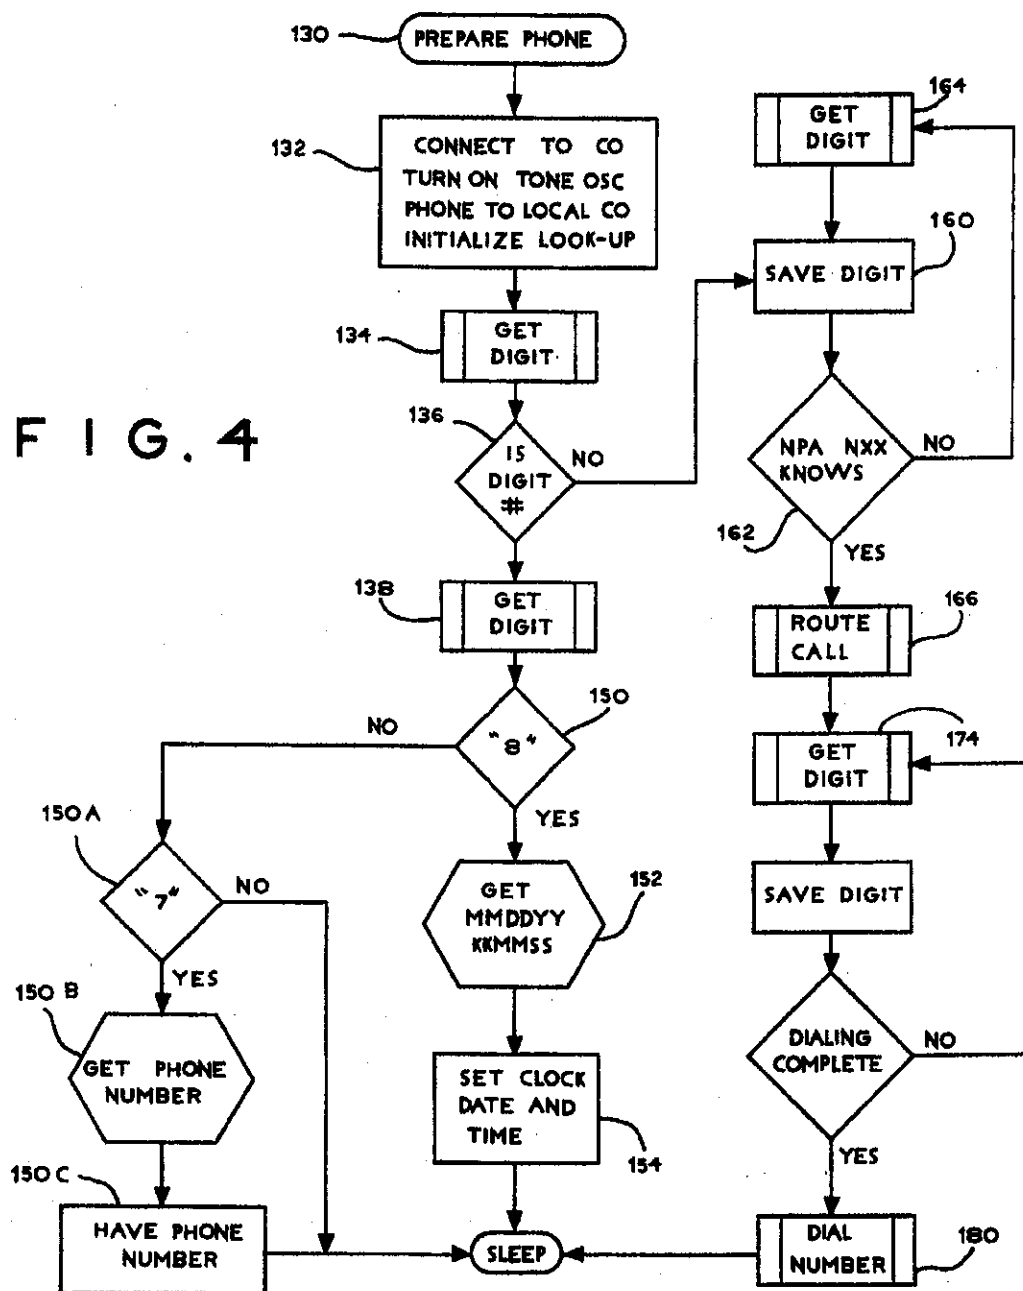 130
PREPARE PHONE
132
CONNECT TO CO
TURN ON TONE OSC
PHONE TO LOCAL CO
INITIALIZE LOOK-UP
134
GET
DIGIT
FIG. 4
136
IS
DIGIT
#
NO
138
GET
DIGIT
150
"8"
NO
YES
150A
"7"
NO
YES
150B
GET PHONE
NUMBER
150C
HAVE PHONE
NUMBER
152
GET
MMDDYY
KKMMSS
SET CLOCK
DATE AND
TIME
154
SLEEP
164
GET
DIGIT
160
SAVE DIGIT
NPA NXX
KNOWS
NO
162
YES
ROUTE
CALL
166
174
GET
DIGIT
SAVE DIGIT
DIALING
COMPLETE
NO
YES
DIAL
NUMBER
180